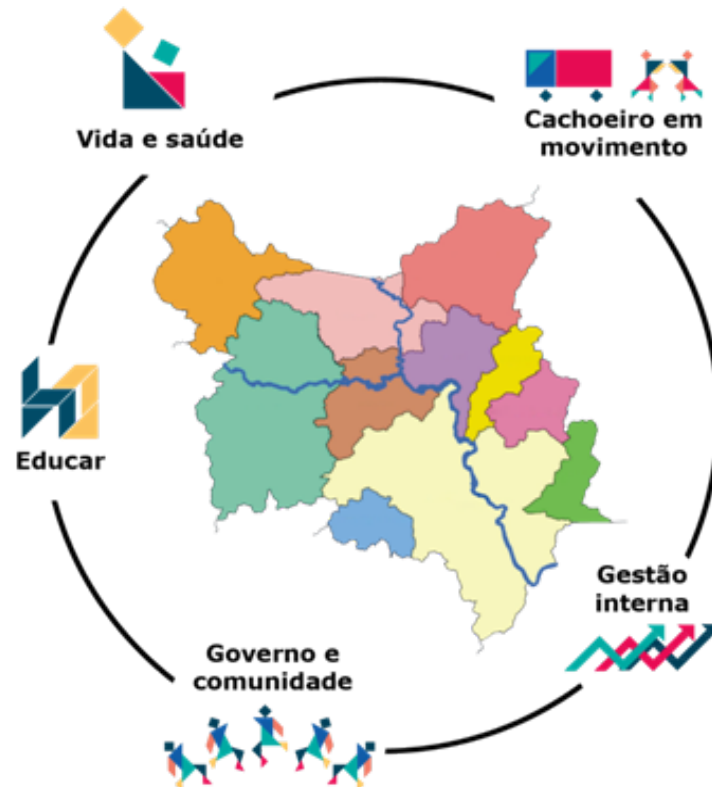 Vida e saúde
Cachoeiro em
movimento
Educar
Gestão
interna
Governo e
comunidade